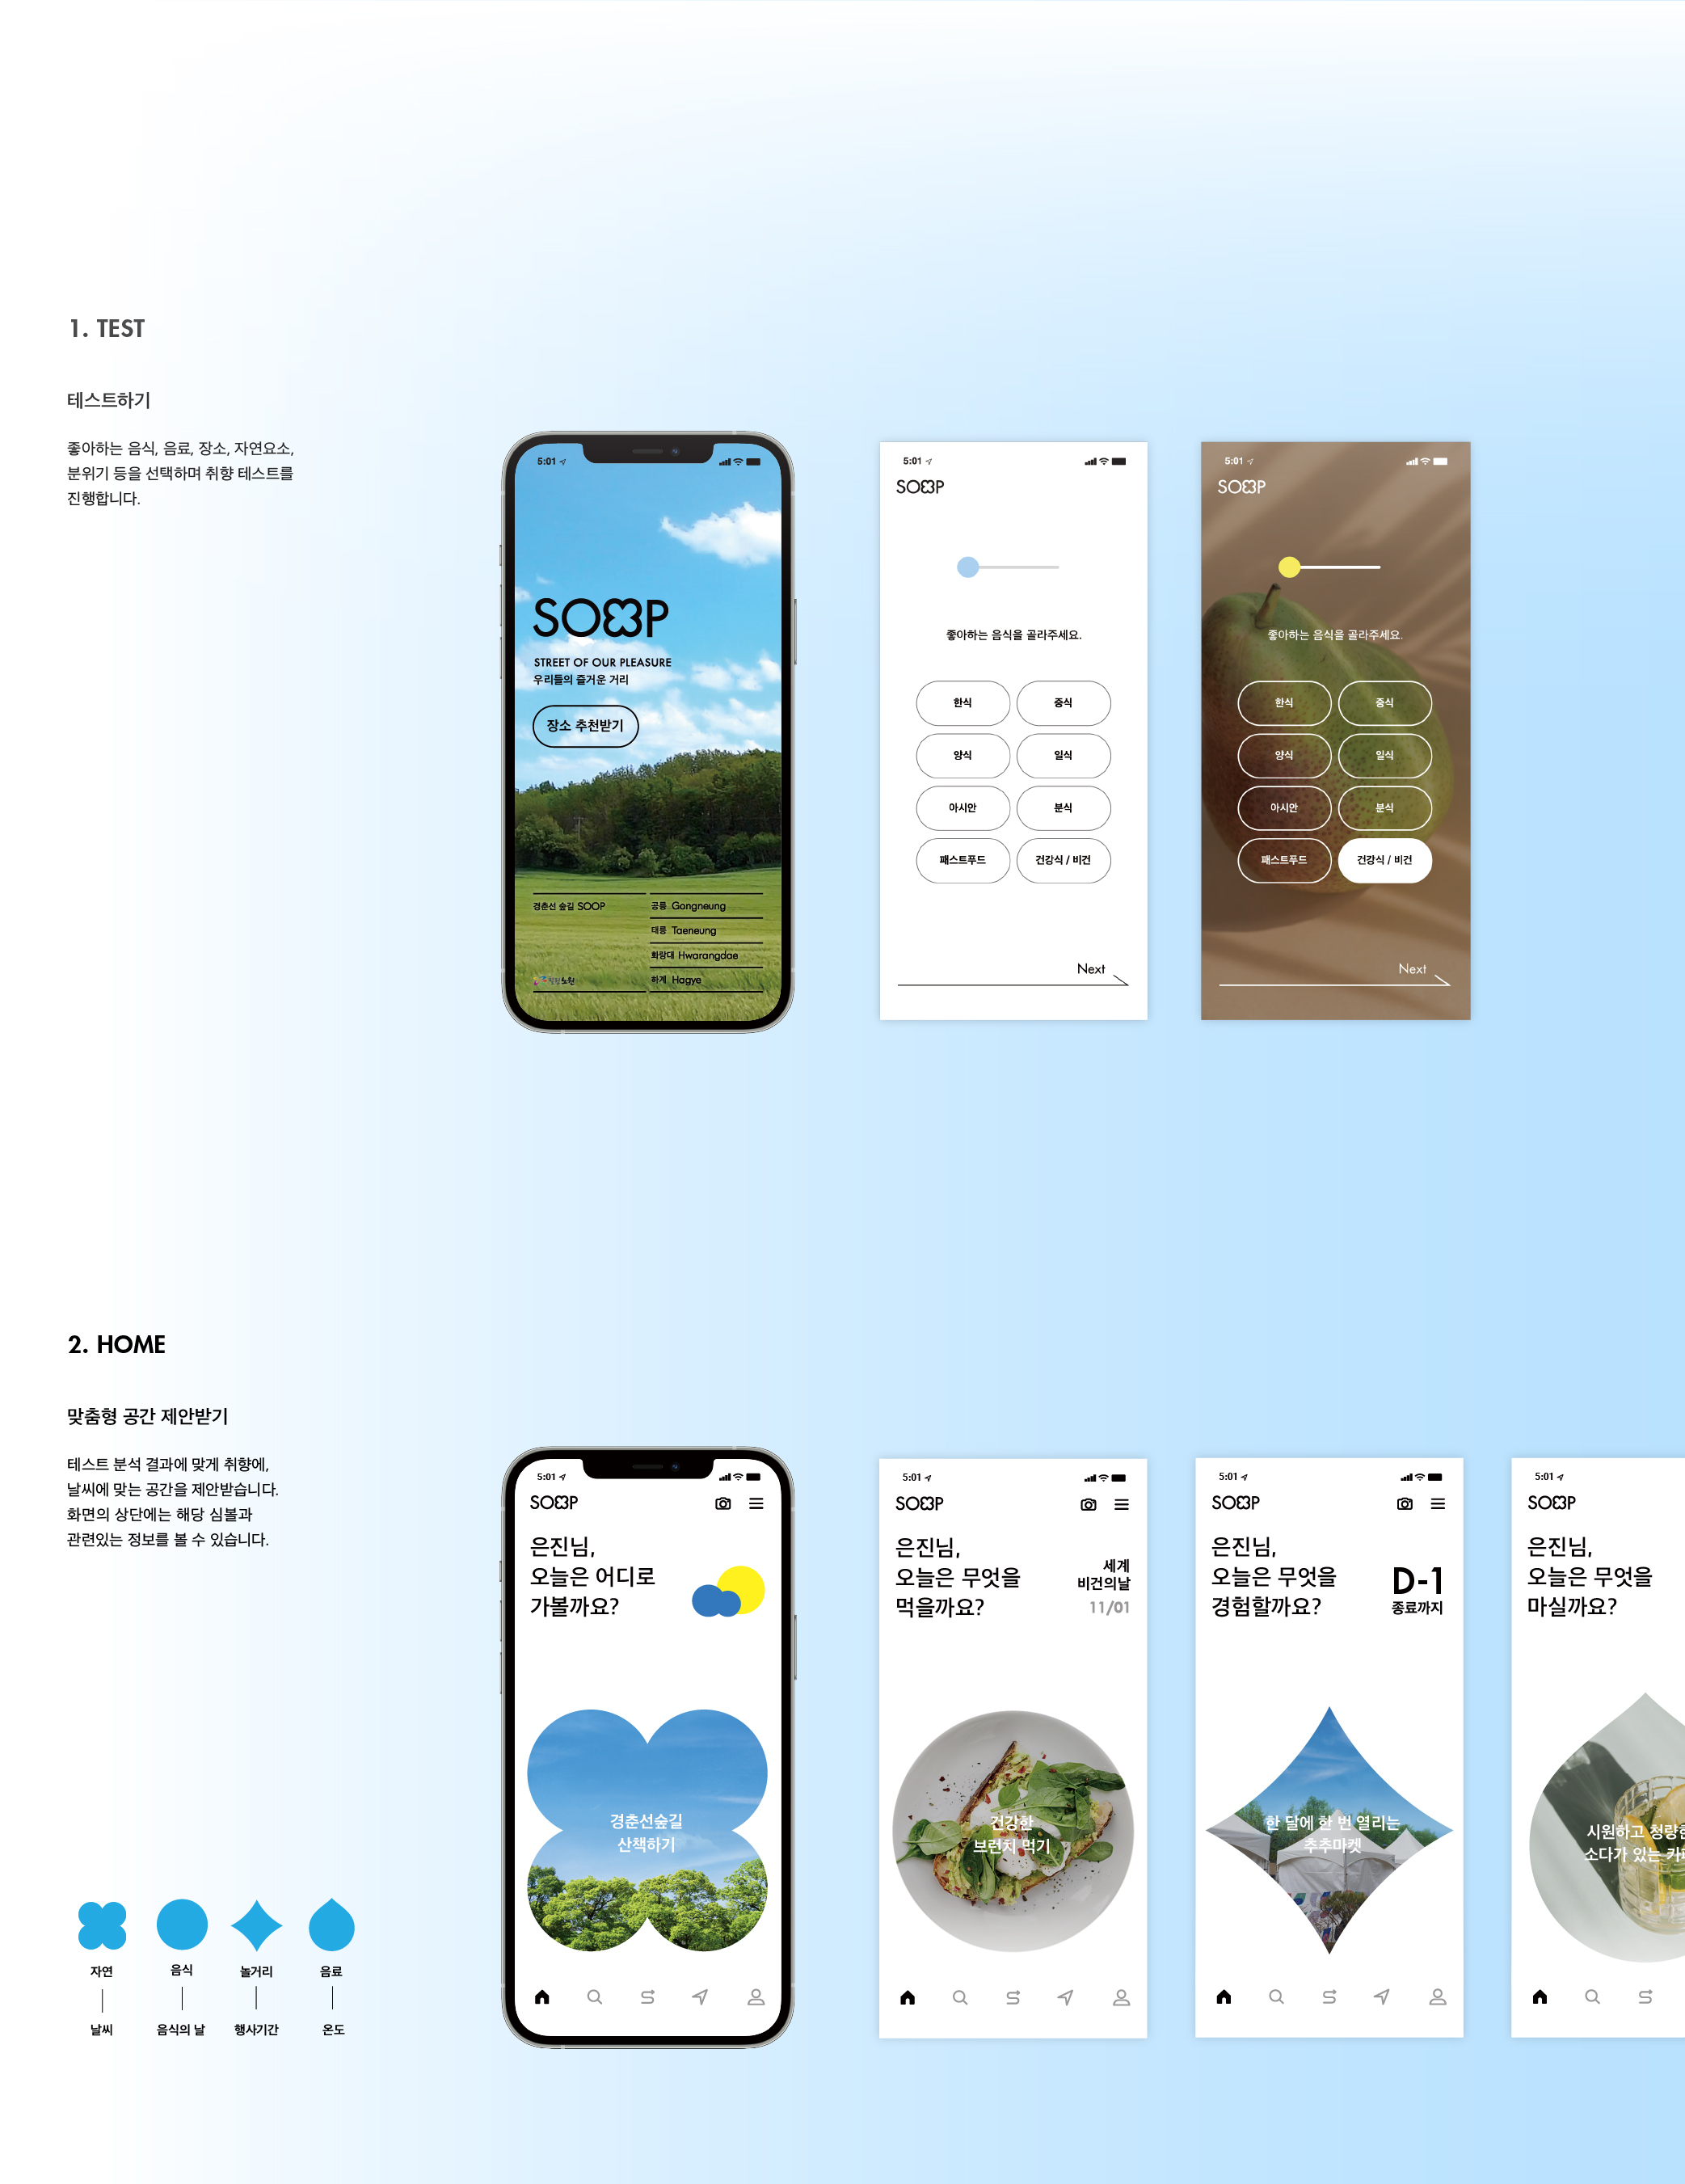 1. TEST
테스트하기
좋아하는 음식, 음료, 장소, 자연요소,
분위기 등을 선택하며 취향 테스트를
진행합니다.
5:01
SOOP
STREET OF OUR PLEASURE
우리들의 즐거운 거리
장소 추천받기
경춘선 숲길 SOOP
공릉 Gongneung
태릉 Taeneung
화랑대 Hwarangdae
하계 Hagye
노원
5:01
SOOP
좋아하는 음식을 골라주세요.
한식
중식
양식
일식
아시안
분식
패스트푸드
건강식 / 비건
Next
5:01
SOOP
좋아하는 음식을 골라주세요.
한식
중식
양식
일식
아시안
분식
패스트푸드
건강식 / 비건
Next
2. HOME
맞춤형 공간 제안받기
테스트 분석 결과에 맞게 취향에,
날씨에 맞는 공간을 제안받습니다.
화면의 상단에는 해당 심볼과
관련있는 정보를 볼 수 있습니다.
자연
음식
놀거리
음료
날씨
음식의 날
행사기간
온도
5:01
SOOP
은진님,
오늘은 어디로
가볼까요?
경춘선숲길
산책하기
5:01
SOOP
은진님,
오늘은 무엇을
먹을까요?
세계
비건의날
11/01
건강한
브런치 먹기
5:01
SOOP
은진님,
오늘은 무엇을
경험할까요?
D-1
종료까지
한 달에 한 번 열리는
추추마켓
5:01
SOOP
은진님,
오늘은 무엇을
마실까요?
시원하고 청량한
소다가 있는